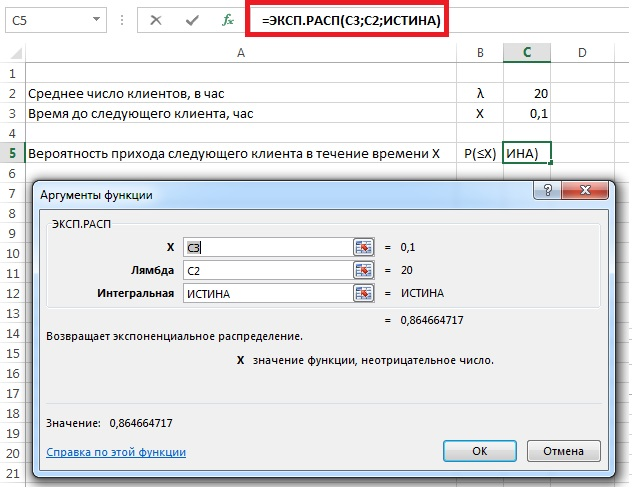 C5 =ЭКСП.РАСП(C3;C2;ИСТИНА)
A B C D
1
2 Среднее число клиентов, в час λ 20
3 Время до следующего клиента, час X 0,1
4
5 Вероятность прихода следующего клиента в течение времени X P(≤X) ИНА)
6
7
8
9
10
11
12
13
14
15
16
17
18
19
20
21
Аргументы функции ?
ЭКСП.РАСП
X C3 = 0,1
Лямбда C2 = 20
Интегральная ИСТИНА = ИСТИНА
= 0,864664717
Возвращает экспоненциальное распределение.
X значение функции, неотрицательное число.
Значение: 0,864664717
Справка по этой функции ОК Отмена